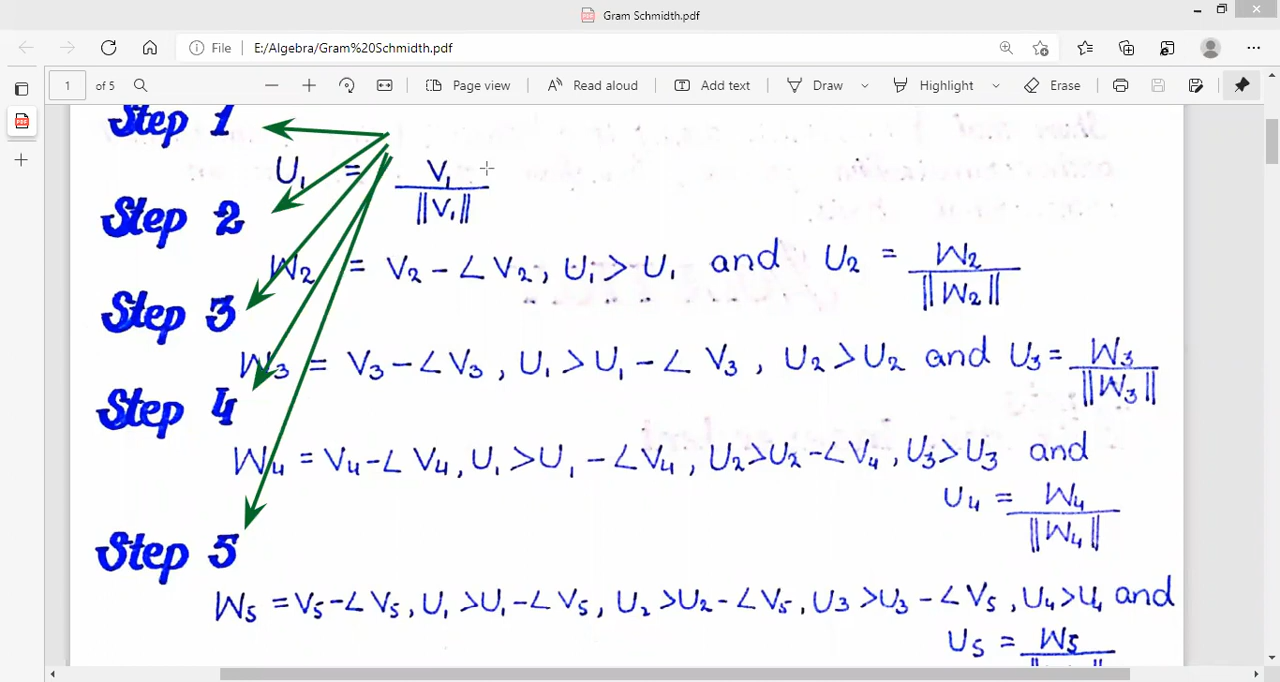 Gram Schmidth.pdf
File E:/Algebra/Gram%20Schmidth.pdf
1 of 5 Page view Read aloud Add text Draw Highlight Erase
Step 1
U₁ = V₁ / ||V₁||
Step 2
W₂ = V₂ - ∠V₂, U₁> U₁ and U₂ = W₂ / ||W₂||
Step 3
W₃ = V₃ - ∠V₃, U₁> U₁ - ∠V₃, U₂> U₂ and U₃ = W₃ / ||W₃||
Step 4
W₄ = V₄ - ∠V₄, U₁> U₁ - ∠V₄, U₂> U₂ - ∠V₄, U₃> U₃ and
U₄ = W₄ / ||W₄||
Step 5
W₅ = V₅ - ∠V₅, U₁> U₁ - ∠V₅, U₂> U₂ - ∠V₅, U₃> U₃ - ∠V₅, U₄> U₄ and
U₅ = W₅